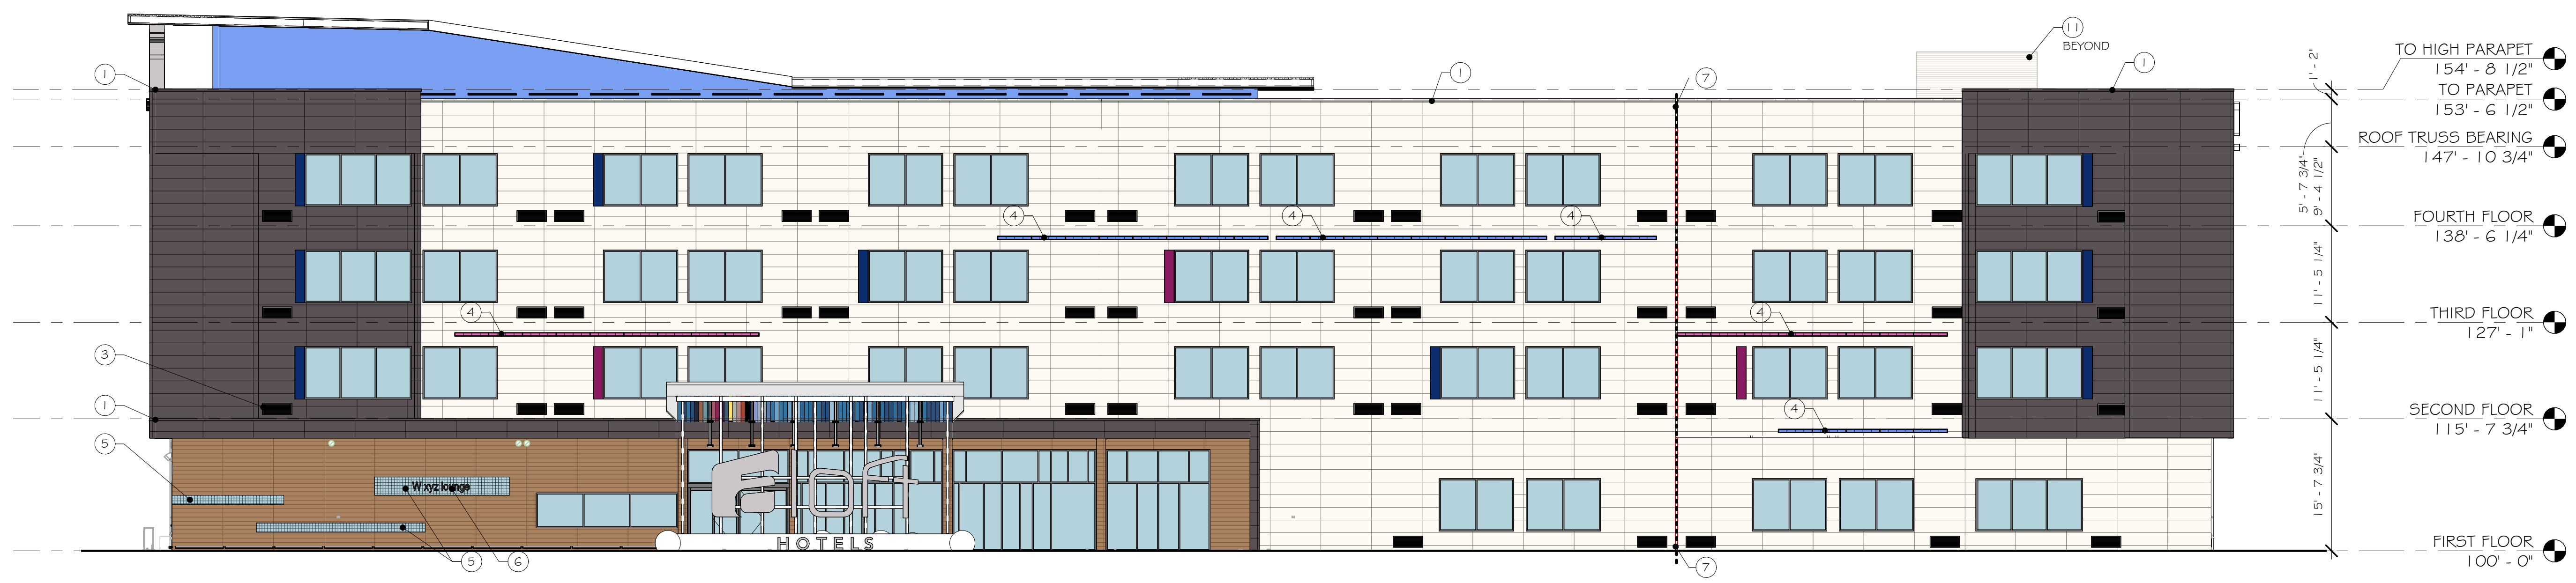 11
BEYOND
1
1
1
7
TO HIGH PARAPET
154' - 8 1/2"
1' - 2"
TO PARAPET
153' - 6 1/2"
ROOF TRUSS BEARING
147' - 10 3/4"
5' - 7 3/4"
9' - 4 1/2"
4
4
4
FOURTH FLOOR
138' - 6 1/4"
11' - 5 1/4"
4
4
THIRD FLOOR
127' - 1"
3
11' - 5 1/4"
1
4
SECOND FLOOR
115' - 7 3/4"
5
W xyz lounge
aloft
15' - 7 3/4"
HOTELS
FIRST FLOOR
100' - 0"
5
6
7